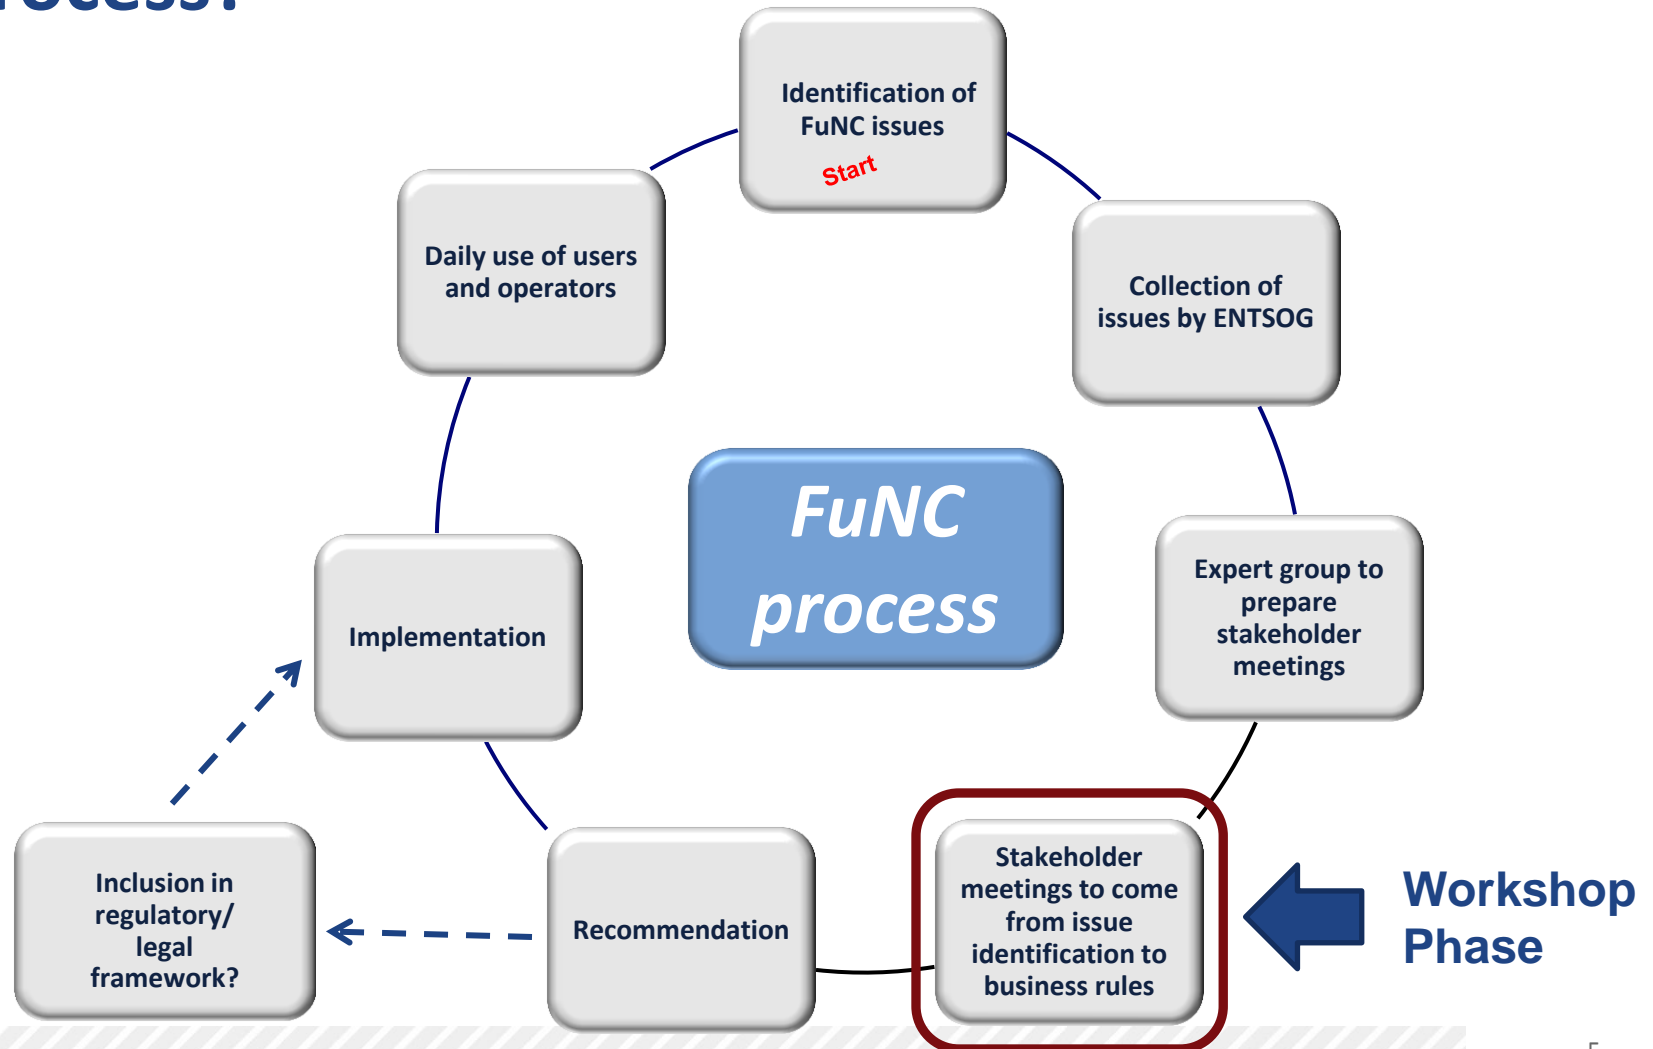 Identification of
FuNC issues
Start
Collection of
issues by ENTSOG
Expert group to
prepare
stakeholder
meetings
Stakeholder
meetings to come
from issue
identification to
business rules
Workshop
Phase
Recommendation
Inclusion in
regulatory/
legal
framework?
Implementation
Daily use of users
and operators
FuNC
process